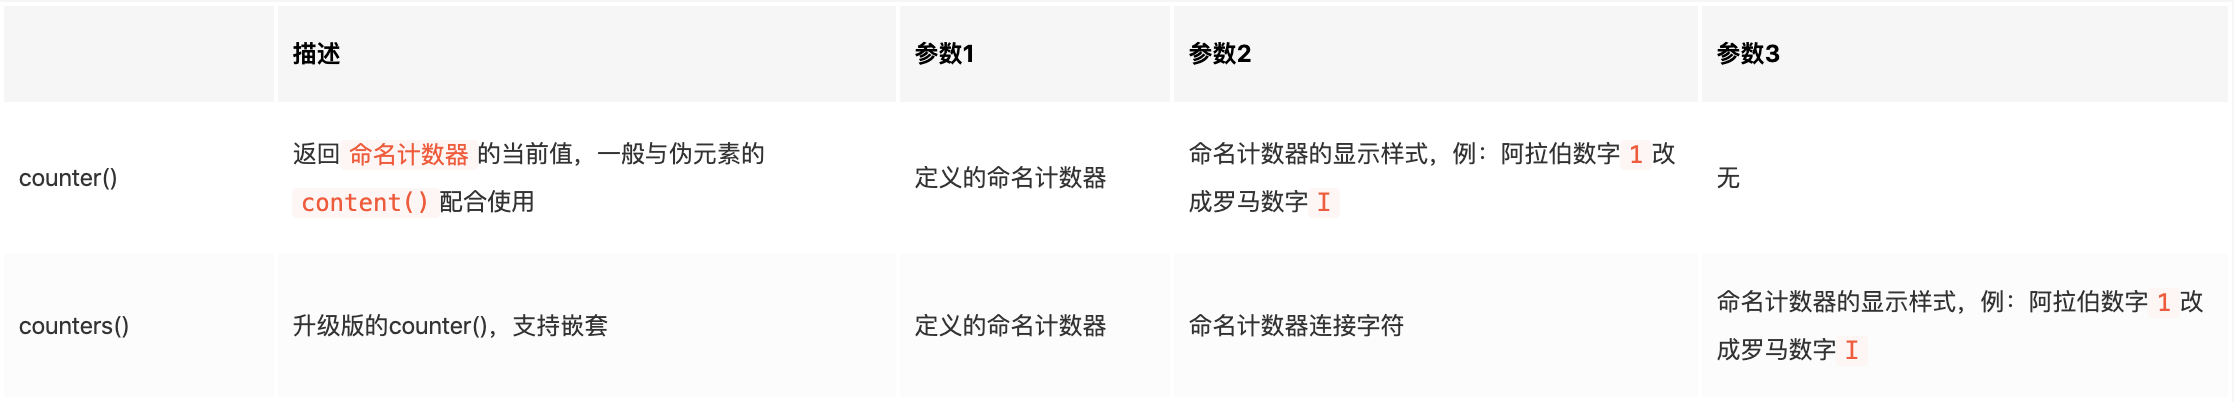 描述 参数1 参数2 参数3
counter() 返回 命名计数器 的当前值，一般与伪元素的 定义的命名计数器 命名计数器的显示样式，例：阿拉伯数字 1 改 无
content() 配合使用 成罗马数字 I
counters() 升级版的counter()，支持嵌套 定义的命名计数器 命名计数器连接字符 命名计数器的显示样式，例：阿拉伯数字 1 改
成罗马数字 I